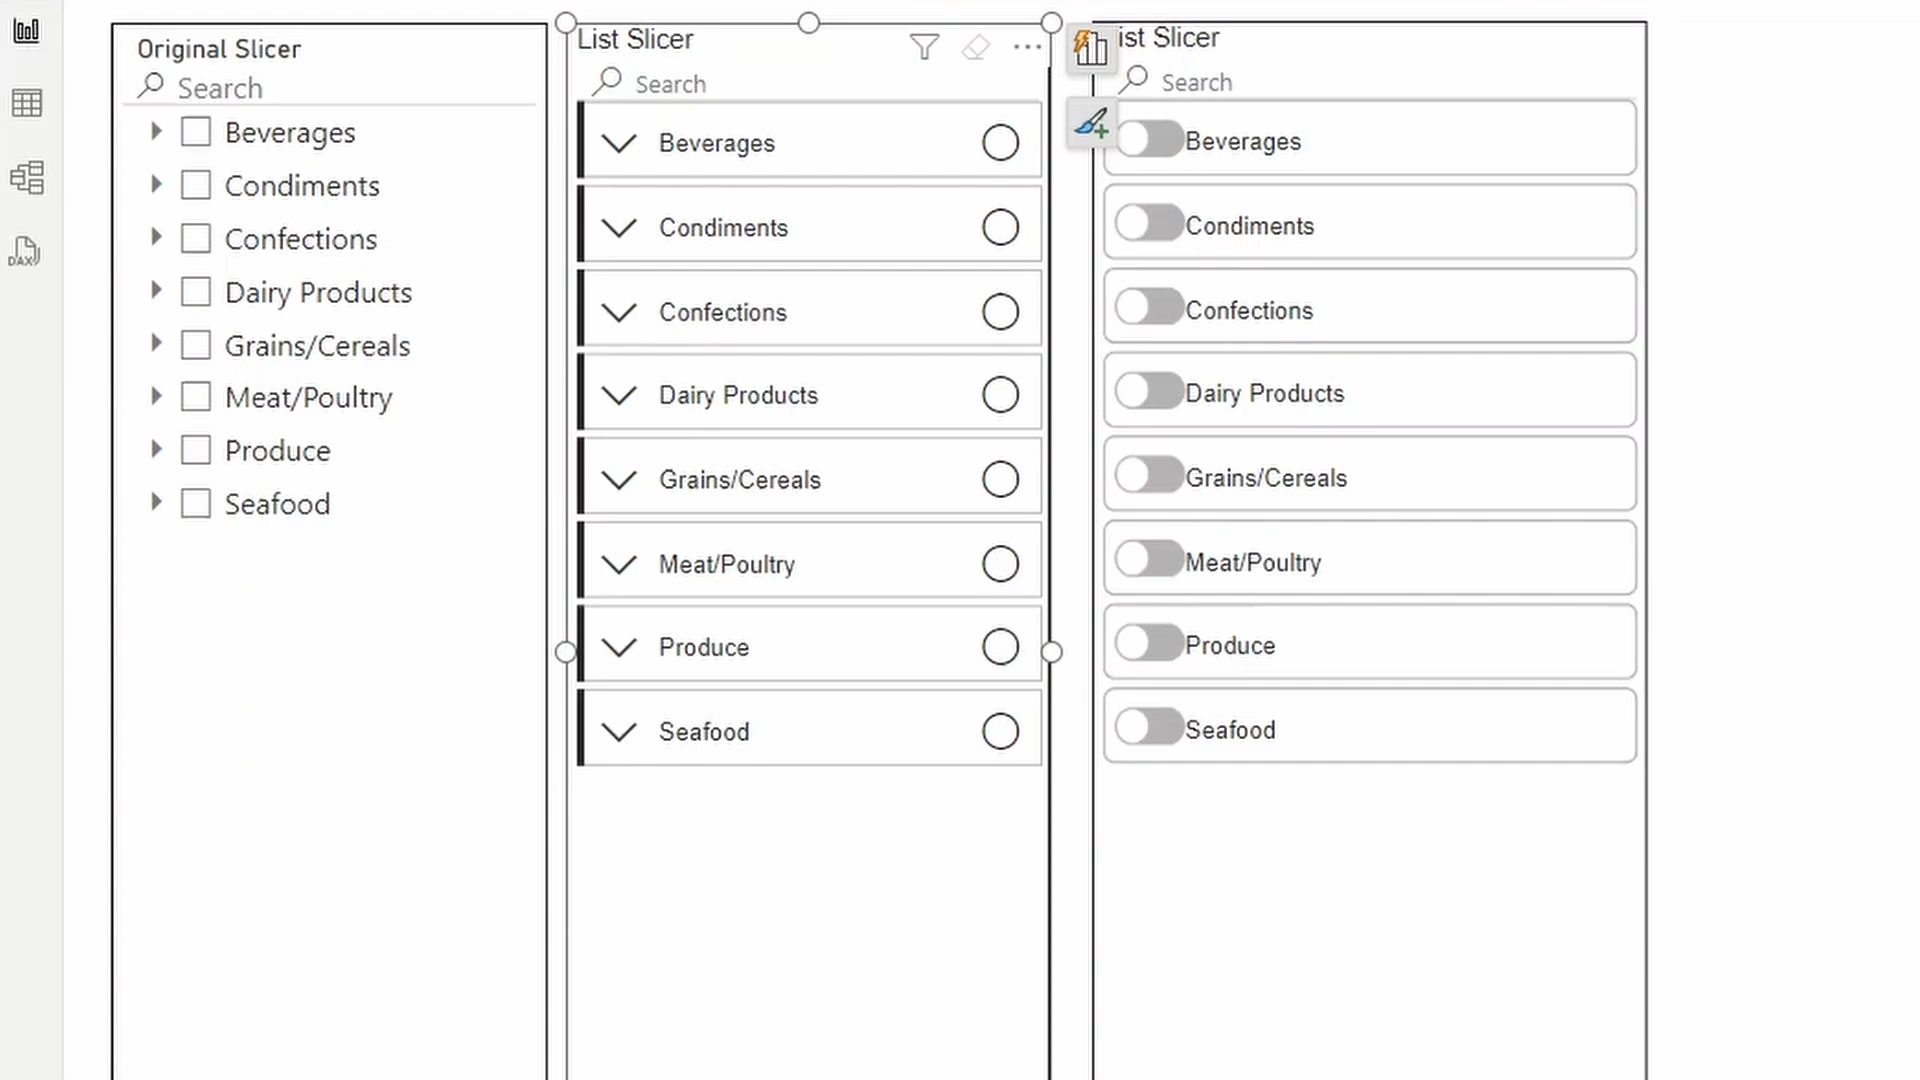 DAX
Original Slicer
Search
Beverages
Condiments
Confections
Dairy Products
Grains/Cereals
Meat/Poultry
Produce
Seafood
List Slicer
Search
Beverages
Condiments
Confections
Dairy Products
Grains/Cereals
Meat/Poultry
Produce
Seafood
ist Slicer
Search
Beverages
Condiments
Confections
Dairy Products
Grains/Cereals
Meat/Poultry
Produce
Seafood